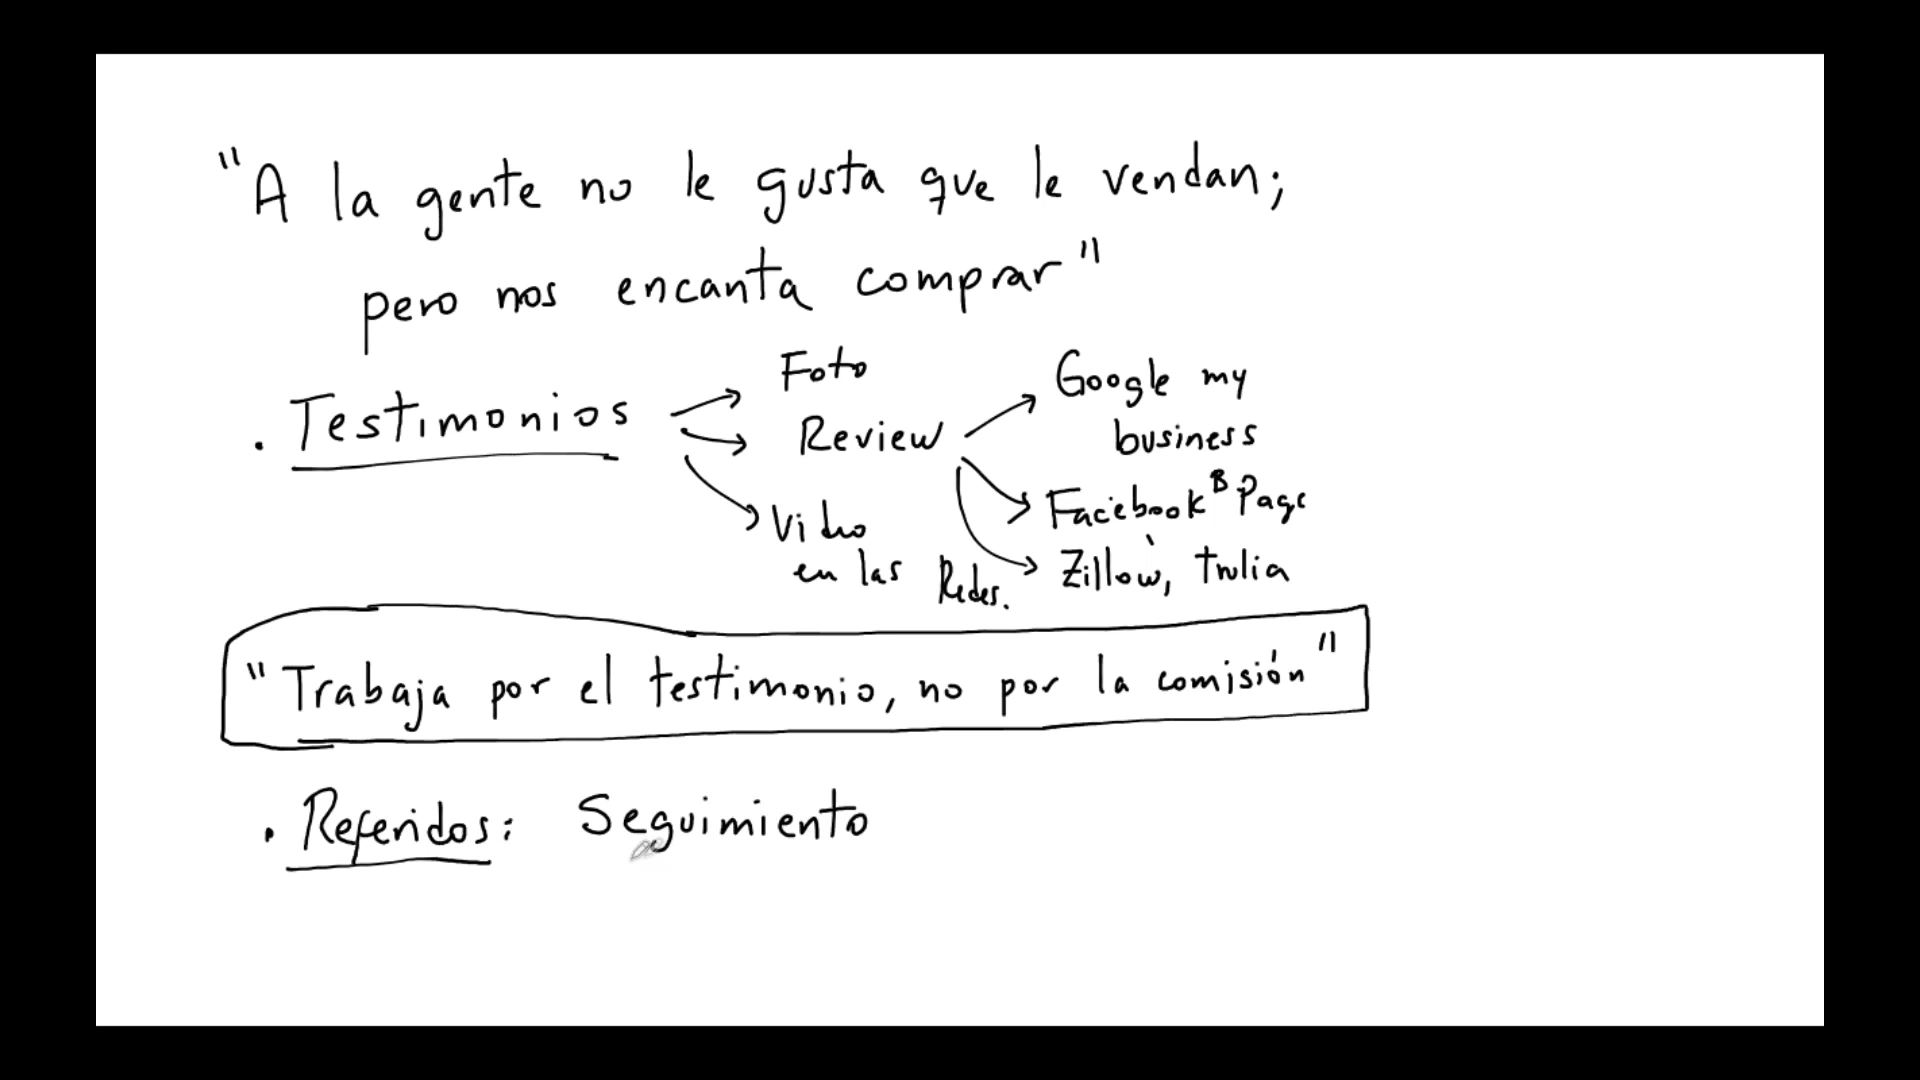 "A la gente no le gusta que le vendan;
pero nos encanta comprar"
. Testimonios
Foto
Review
Video
en las Redes.
Google my
business
Facebook B Page
Zillow, trulia
"Trabaja por el testimonio, no por la comisión"
. Referidos: Seguimiento